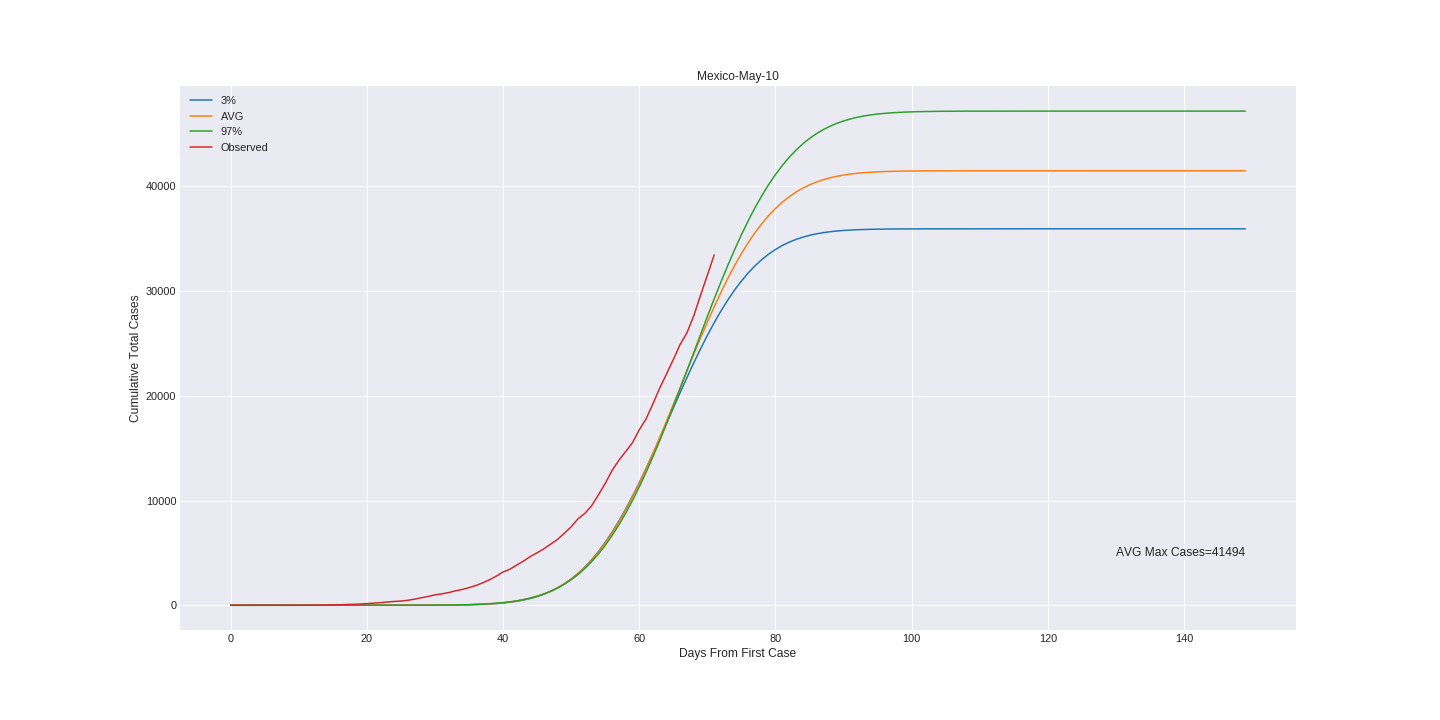 Mexico-May-10
3%
AVG
97%
Observed
40000
30000
20000
10000
0
Cumulative Total Cases
AVG Max Cases=41494
0 20 40 60 80 100 120 140
Days From First Case